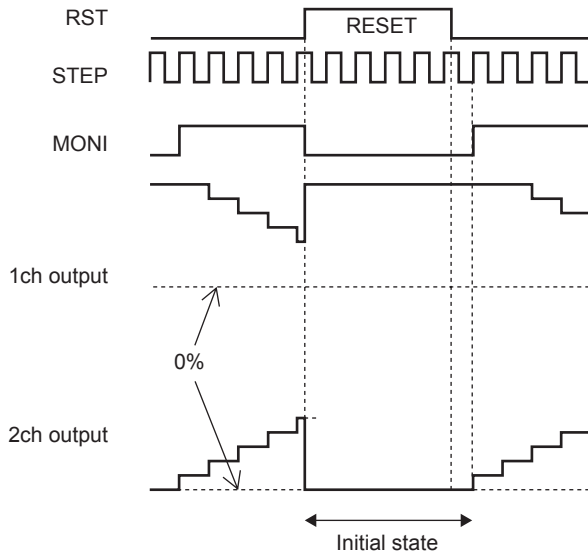 RST
RESET
STEP
MONI
1ch output
0%
2ch output
Initial state